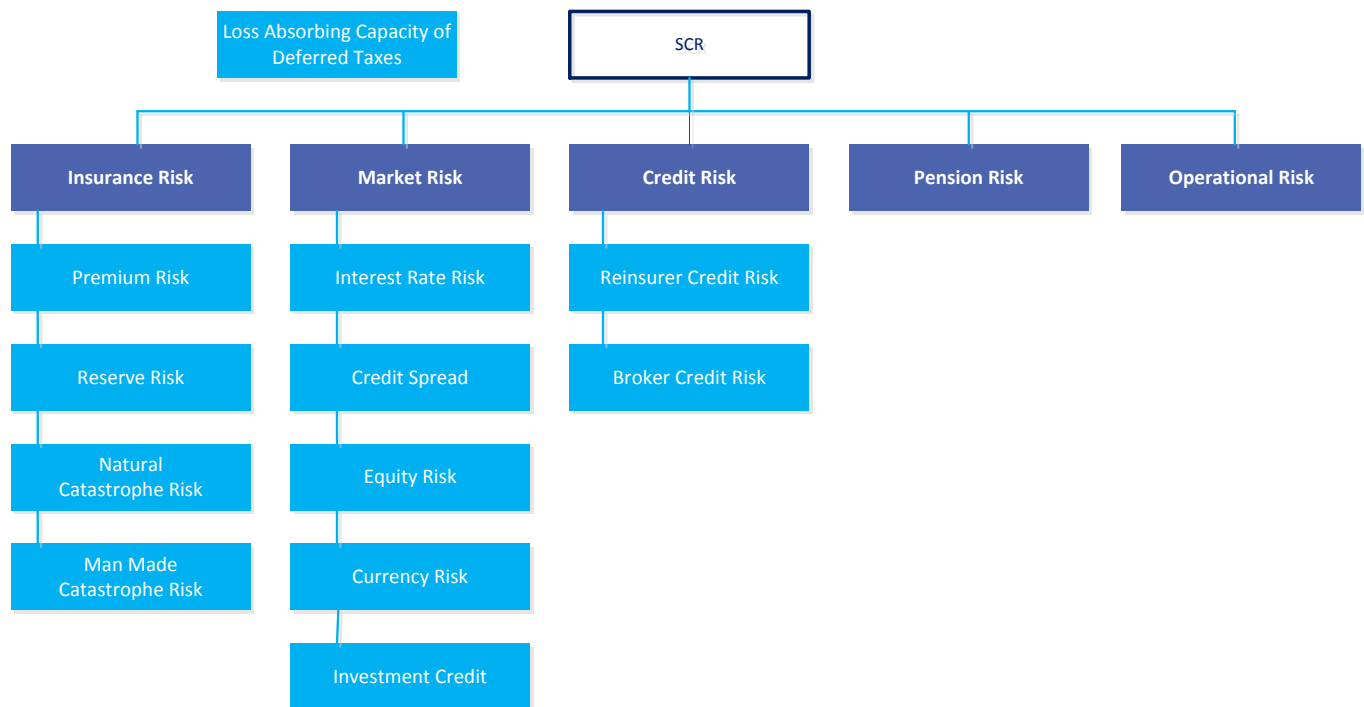 Loss Absorbing Capacity of
Deferred Taxes
SCR
Insurance Risk
Market Risk
Credit Risk
Pension Risk
Operational Risk
Premium Risk
Interest Rate Risk
Reinsurer Credit Risk
Reserve Risk
Credit Spread
Broker Credit Risk
Natural
Catastrophe Risk
Equity Risk
Man Made
Catastrophe Risk
Currency Risk
Investment Credit